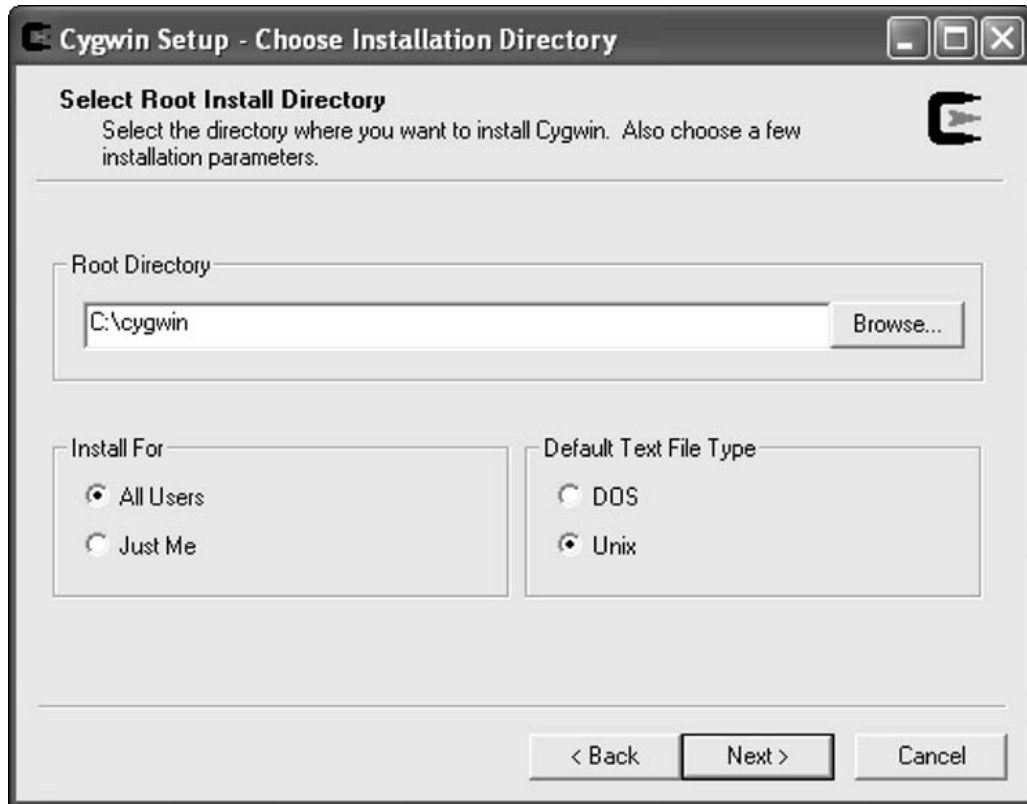 Cygwin Setup - Choose Installation Directory
Select Root Install Directory
Select the directory where you want to install Cygwin. Also choose a few
installation parameters.
Root Directory
C:\cygwin
Browse...
Install For
All Users
Just Me
Default Text File Type
DOS
Unix
< Back
Next >
Cancel